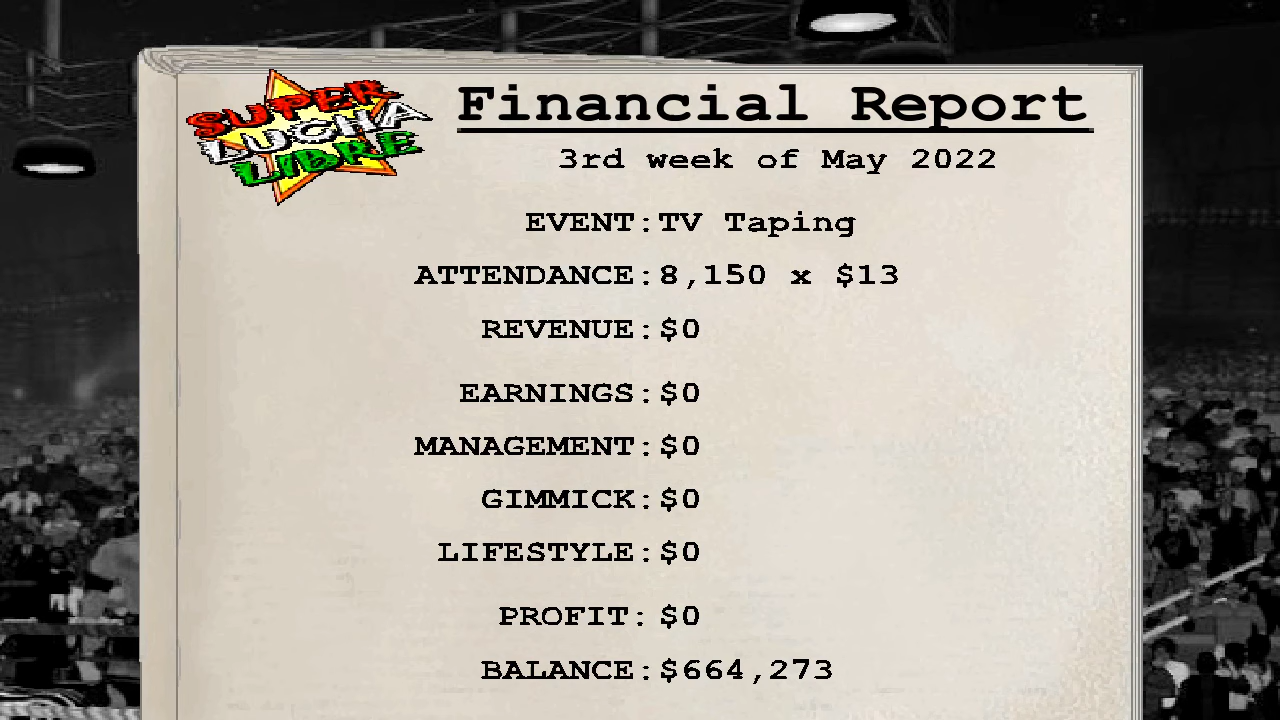 SUPER
LUCHA
LIBRE
Financial Report
3rd week of May 2022
EVENT: TV Taping
ATTENDANCE: 8,150 x $13
REVENUE: $0
EARNINGS: $0
MANAGEMENT: $0
GIMMICK: $0
LIFESTYLE: $0
PROFIT: $0
BALANCE: $664,273